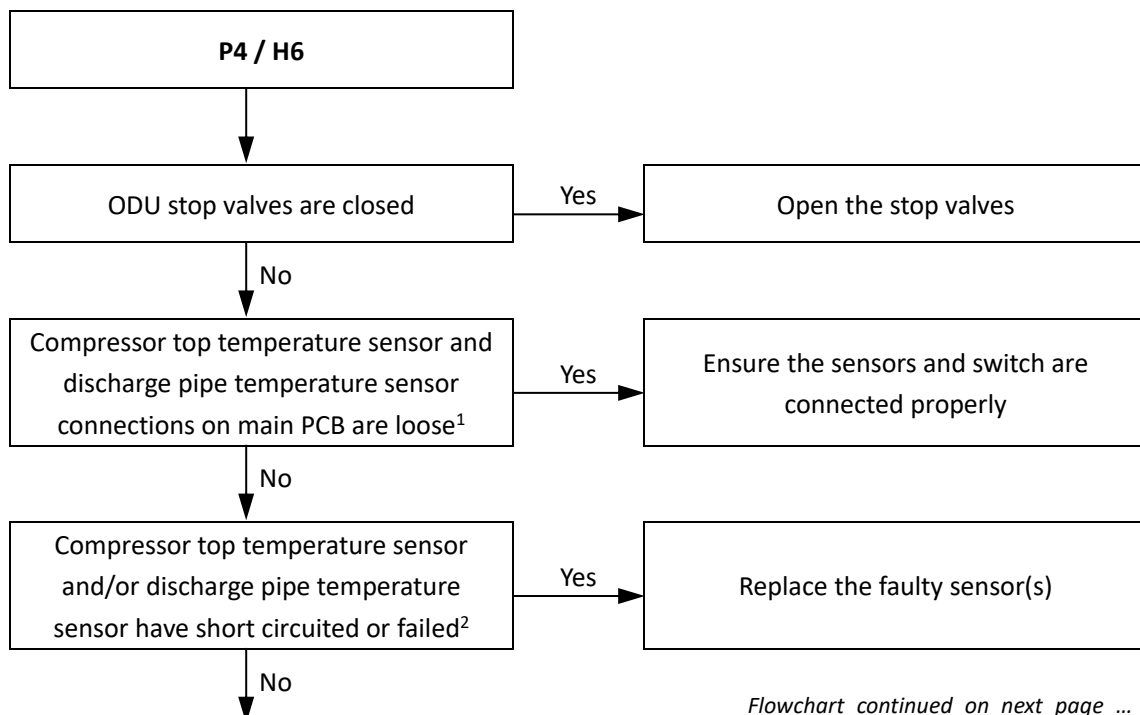 P4 / H6
ODU stop valves are closed
Yes
Open the stop valves
No
Compressor top temperature sensor and
discharge pipe temperature sensor
connections on main PCB are loose1
Yes
Ensure the sensors and switch are
connected properly
No
Compressor top temperature sensor
and/or discharge pipe temperature
sensor have short circuited or failed2
Yes
Replace the faulty sensor(s)
No
Flowchart continued on next page ...